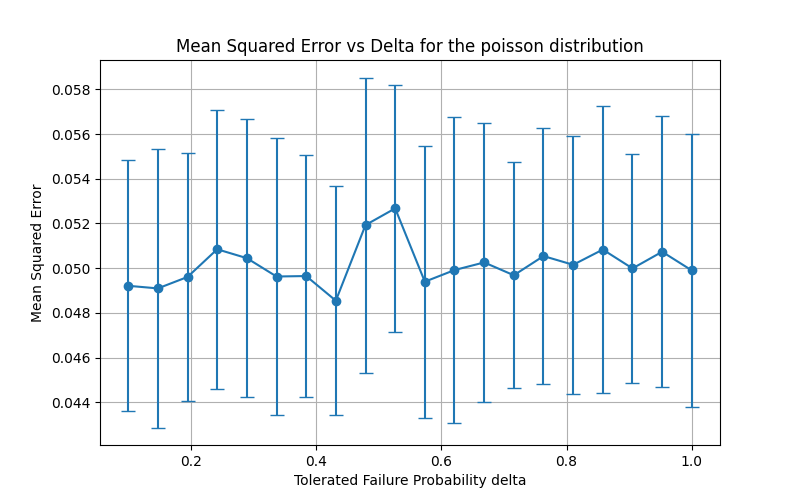 Mean Squared Error vs Delta for the poisson distribution
Mean Squared Error
0.058
0.056
0.054
0.052
0.050
0.048
0.046
0.044
0.2 0.4 0.6 0.8 1.0
Tolerated Failure Probability delta